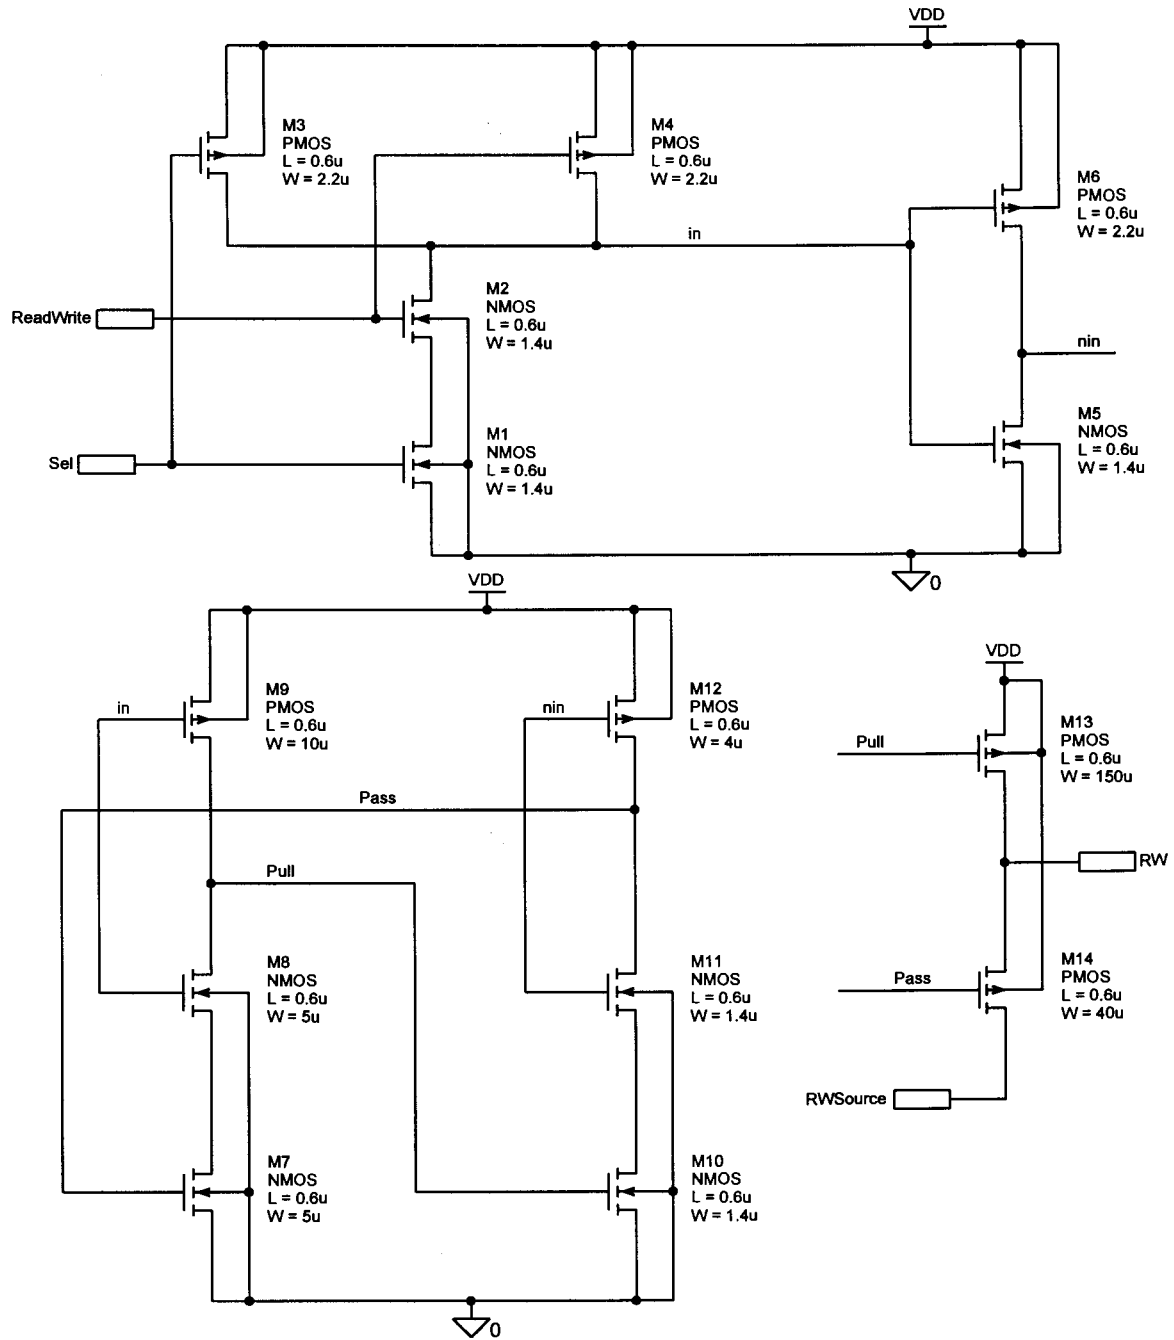 VDD
M3
PMOS
L = 0.6u
W = 2.2u
M4
PMOS
L = 0.6u
W = 2.2u
M6
PMOS
L = 0.6u
W = 2.2u
in
M2
NMOS
L = 0.6u
W = 1.4u
ReadWrite
nin
M5
NMOS
L = 0.6u
W = 1.4u
M1
NMOS
L = 0.6u
W = 1.4u
Sel
0
VDD
M9
PMOS
L = 0.6u
W = 10u
in
M12
PMOS
L = 0.6u
W = 4u
nin
Pass
Pull
M8
NMOS
L = 0.6u
W = 5u
M11
NMOS
L = 0.6u
W = 1.4u
M7
NMOS
L = 0.6u
W = 5u
M10
NMOS
L = 0.6u
W = 1.4u
0
VDD
M13
PMOS
L = 0.6u
W = 150u
Pull
RW
M14
PMOS
L = 0.6u
W = 40u
Pass
RWSource